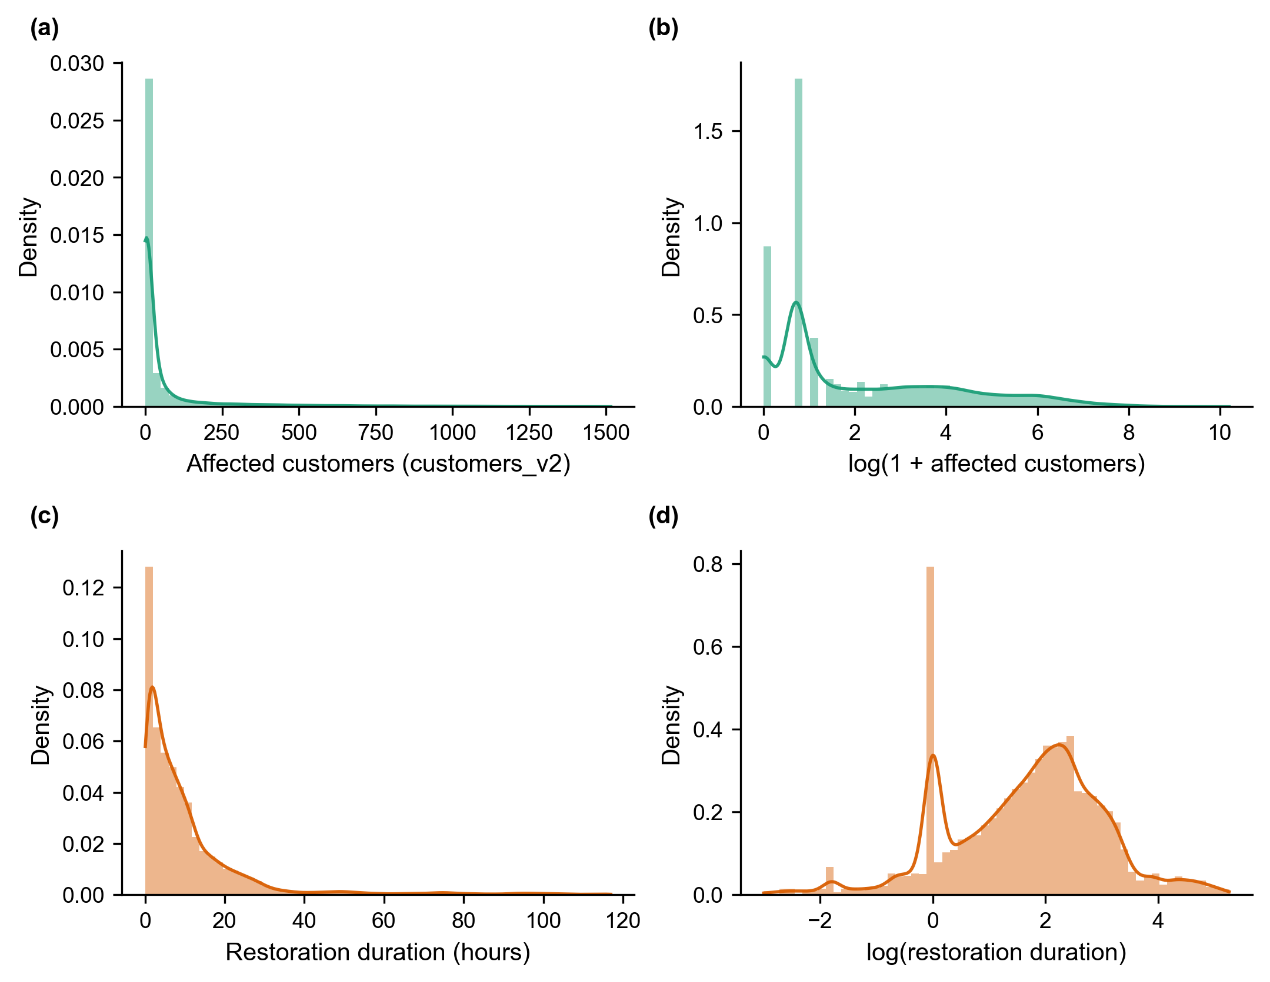 (a)
0.030
0.025
0.020
0.015
0.010
0.005
0.000
Density
0 250 500 750 1000 1250 1500
Affected customers (customers_v2)
(b)
1.5
1.0
0.5
0.0
Density
0 2 4 6 8 10
log(1 + affected customers)
(c)
0.12
0.10
0.08
0.06
0.04
0.02
0.00
Density
0 20 40 60 80 100 120
Restoration duration (hours)
(d)
0.8
0.6
0.4
0.2
0.0
Density
−2 0 2 4
log(restoration duration)